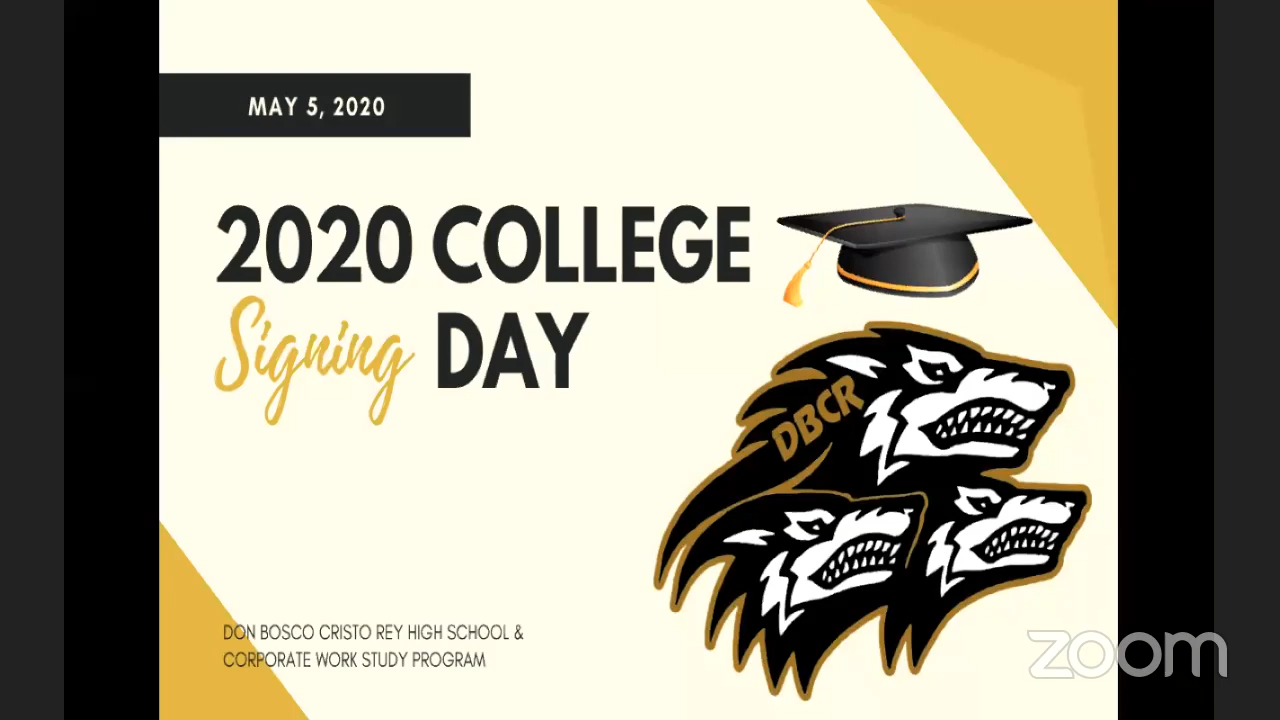 MAY 5, 2020
2020 COLLEGE
Signing DAY
DBCR
DON BOSCO CRISTO REY HIGH SCHOOL &
CORPORATE WORK STUDY PROGRAM
zoom